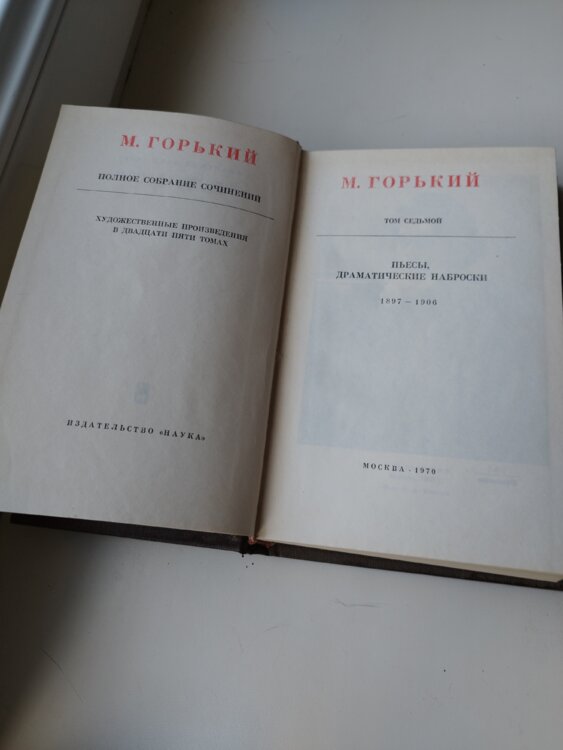 М. ГОРЬКИЙ
ПОЛНОЕ СОБРАНИЕ СОЧИНЕНИЙ
ХУДОЖЕСТВЕННЫЕ ПРОИЗВЕДЕНИЯ
В ДВАДЦАТИ ПЯТИ ТОМАХ
ИЗДАТЕЛЬСТВО «НАУКА»
М. ГОРЬКИЙ
ТОМ СЕДЬМОЙ
ПЬЕСЫ,
ДРАМАТИЧЕСКИЕ НАБРОСКИ
1897 – 1906
МОСКВА · 1970